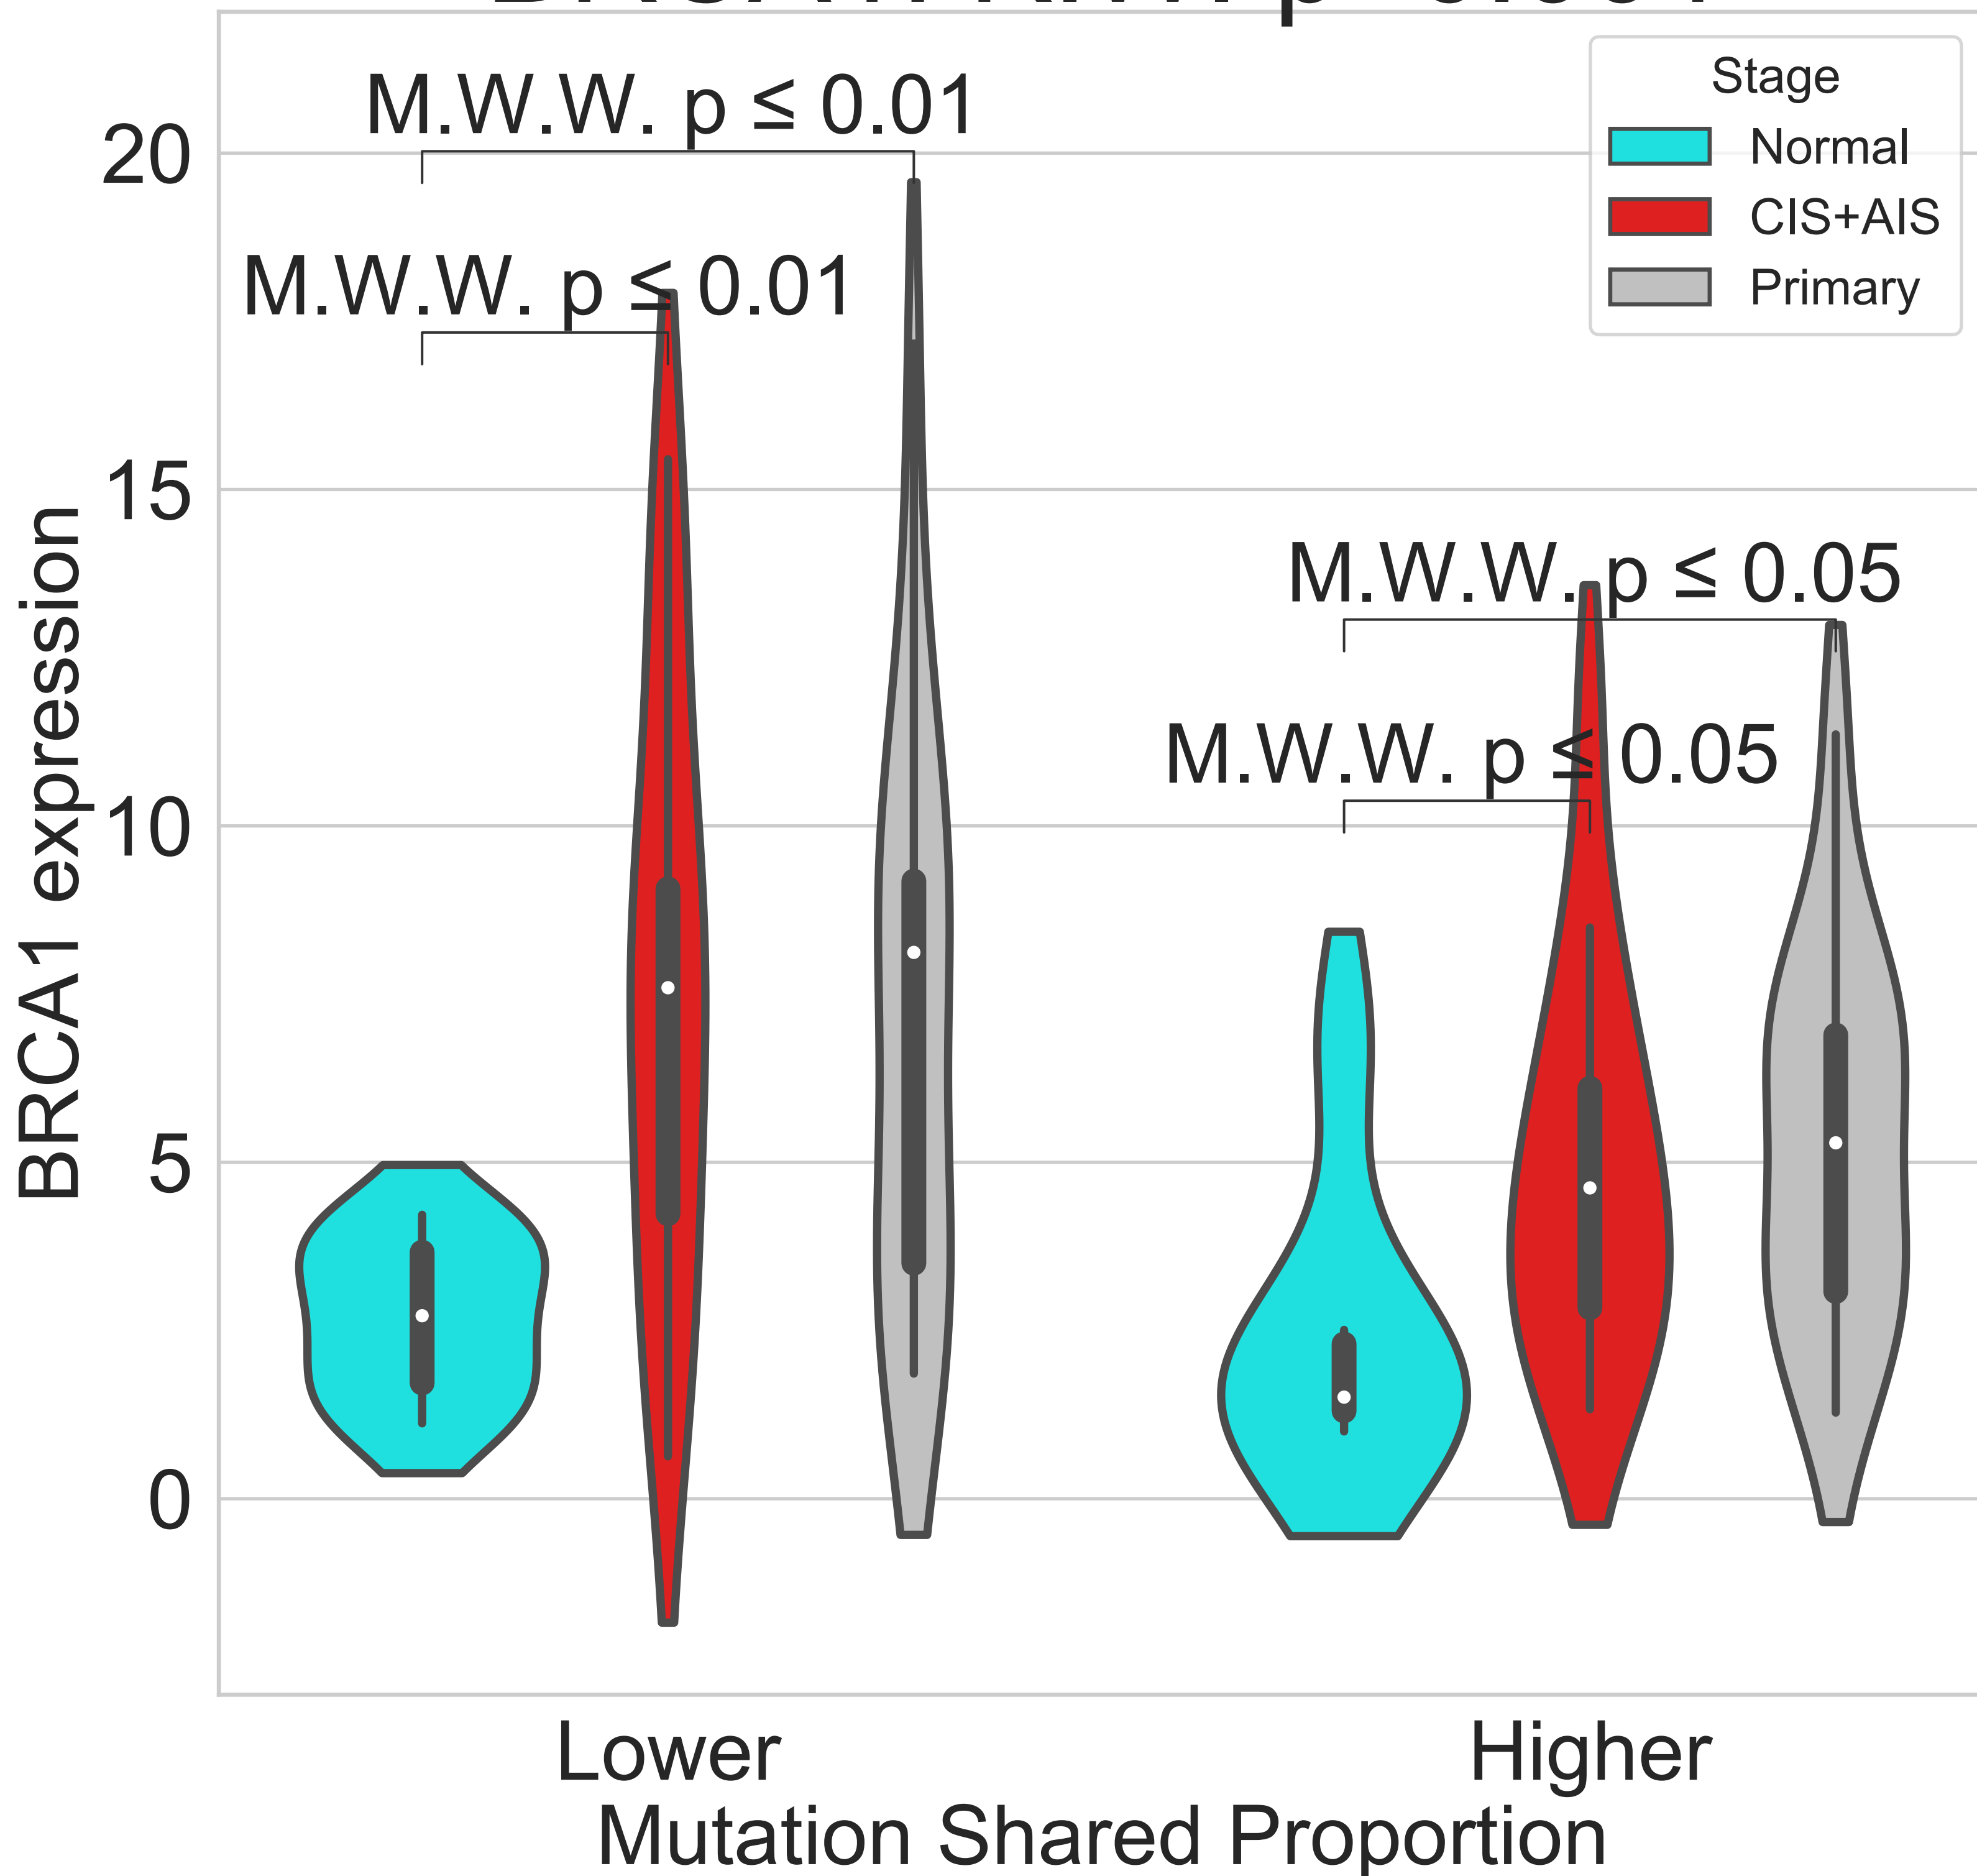 M.W.W. p ≤ 0.01
Stage
Normal
CIS+AIS
Primary
M.W.W. p ≤ 0.01
M.W.W. p ≤ 0.05
M.W.W. p ≤ 0.05
20
15
10
5
0
BRCA1 expression
Lower
Higher
Mutation Shared Proportion